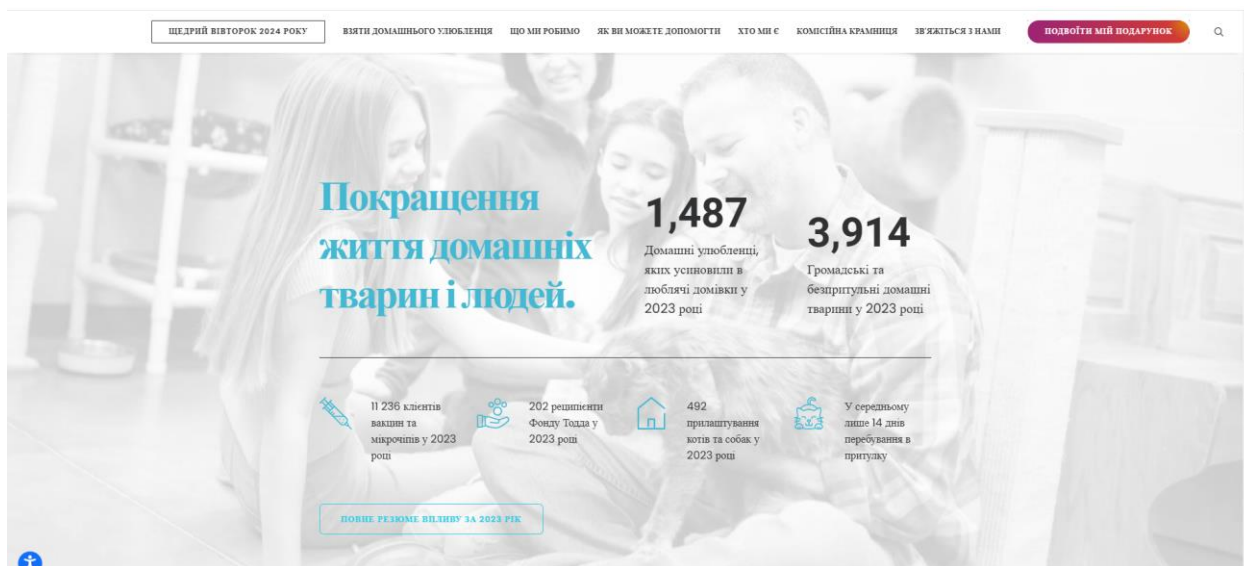 ЩЕДРИЙ ВІВТОРОК 2024 РОКУ
ВЗЯТИ ДОМАШНЬОГО УЛЮБЛЕНЦЯ
ЩО МИ РОБИМО
ЯК ВИ МОЖЕТЕ ДОПОМОГТИ
ХТО МИ Є
КОМІСІЙНА КРАМНИЦЯ
ЗВ'ЯЖІТЬСЯ З НАМИ
ПОДВОЇТИ МІЙ ПОДАРУНОК
Покращення
життя домашніх
тварин і людей.
1,487
Домашні улюбленці,
яких усиновили в
люблячі домівки у
2023 році
3,914
Громадські та
безпритульні домашні
тварини у 2023 році
11 236 клієнтів
вакцин та
мікрочипів у 2023
році
202 реципієнти
Фонду Тодда у
2023 році
492
прилаштування
котів та собак у
2023 році
У середньому
лише 14 днів
перебування в
притулку
ПОВНЕ РЕЗЮМЕ ВПЛИВУ ЗА 2023 РІК